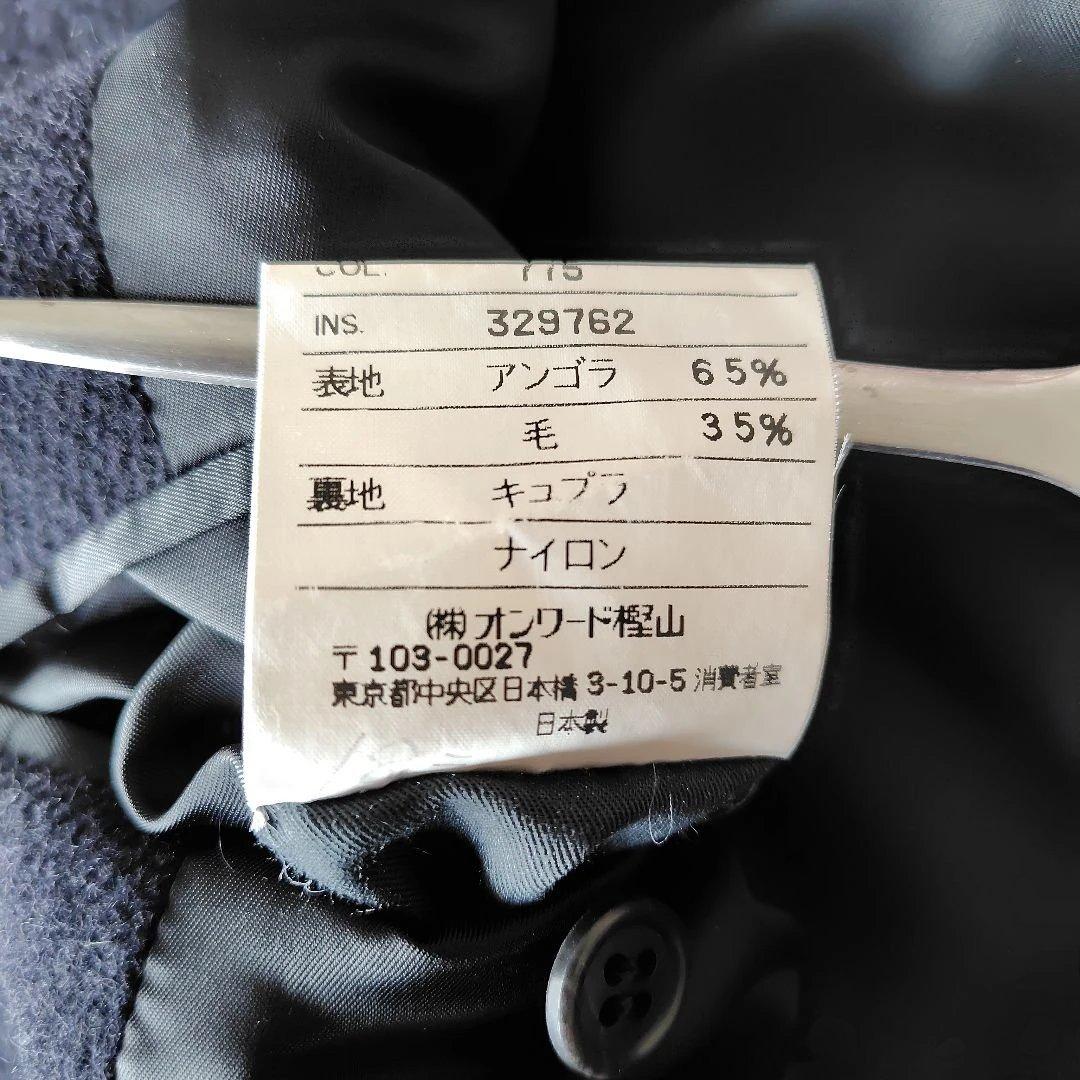 COL. 775
INS. 329762
表地 アンゴラ 65%
毛 35%
裏地 キュプラ
ナイロン
㈱オンワード樫山
〒103-0027
東京都中央区日本橋3-10-5 消費者室
日本製